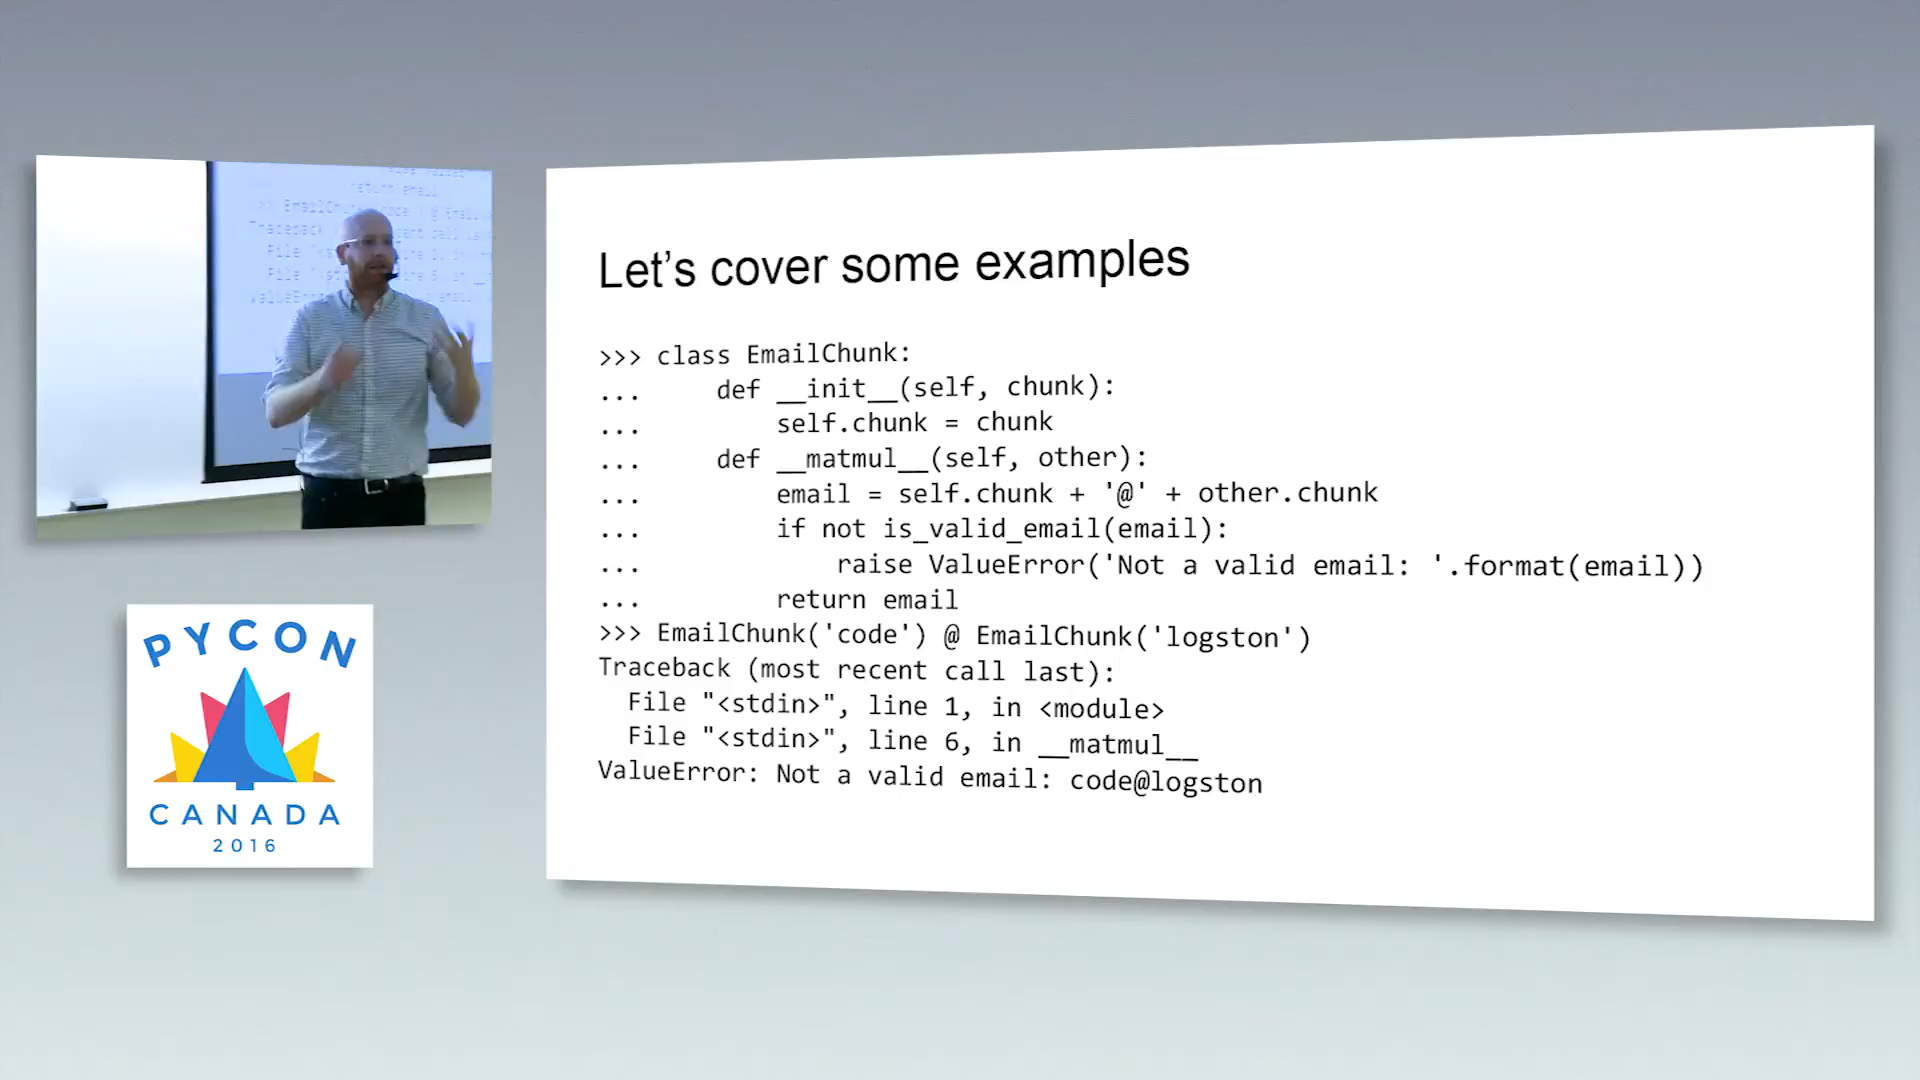 Let's cover some examples
>>> class EmailChunk:
...     def __init__(self, chunk):
...         self.chunk = chunk
...     def __matmul__(self, other):
...         email = self.chunk + '@' + other.chunk
...         if not is_valid_email(email):
...             raise ValueError('Not a valid email: '.format(email))
...         return email
>>> EmailChunk('code') @ EmailChunk('logston')
Traceback (most recent call last):
  File "<stdin>", line 1, in <module>
  File "<stdin>", line 6, in __matmul__
ValueError: Not a valid email: code@logston
return email
PYCON
CANADA
2016